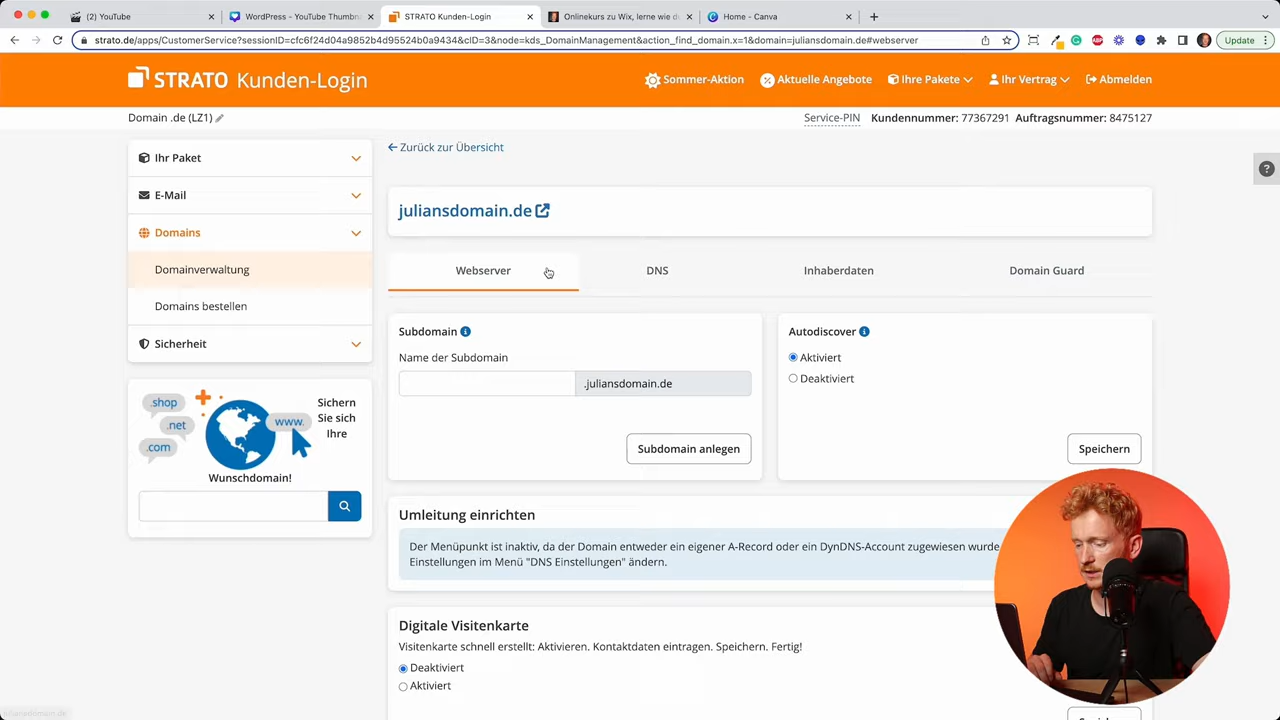 (2) YouTube
WordPress - YouTube Thumbn
STRATO Kunden-Login
Onlinekurs zu Wix, lerne wie du
Home - Canva
strato.de/apps/CustomerService?sessionID=cfc6f24d04a9852b4d95524b0a9434&cID=3&node=kds_DomainManagement&action_find_domain.x=1&domain=juliansdomain.de#webserver
ABP
Update
STRATO Kunden-Login
Sommer-Aktion
Aktuelle Angebote
Ihre Pakete
Ihr Vertrag
Abmelden
Domain .de (LZ1)
Service-PIN
Kundennummer: 77367291
Auftragsnummer: 8475127
Ihr Paket
E-Mail
Domains
Domainverwaltung
Domains bestellen
Sicherheit
.shop
.net
.com
www.
Sichern
Sie sich
Ihre
Wunschdomain!
Zurück zur Übersicht
juliansdomain.de
Webserver
DNS
Inhaberdaten
Domain Guard
Subdomain
Name der Subdomain
.juliansdomain.de
Subdomain anlegen
Autodiscover
Aktiviert
Deaktiviert
Speichern
Umleitung einrichten
Der Menüpunkt ist inaktiv, da der Domain entweder ein eigener A-Record oder ein DynDNS-Account zugewiesen wurde
Einstellungen im Menü "DNS Einstellungen" ändern.
Digitale Visitenkarte
Visitenkarte schnell erstellt: Aktivieren. Kontaktdaten eintragen. Speichern. Fertig!
Deaktiviert
Aktiviert
juliansdomain.de